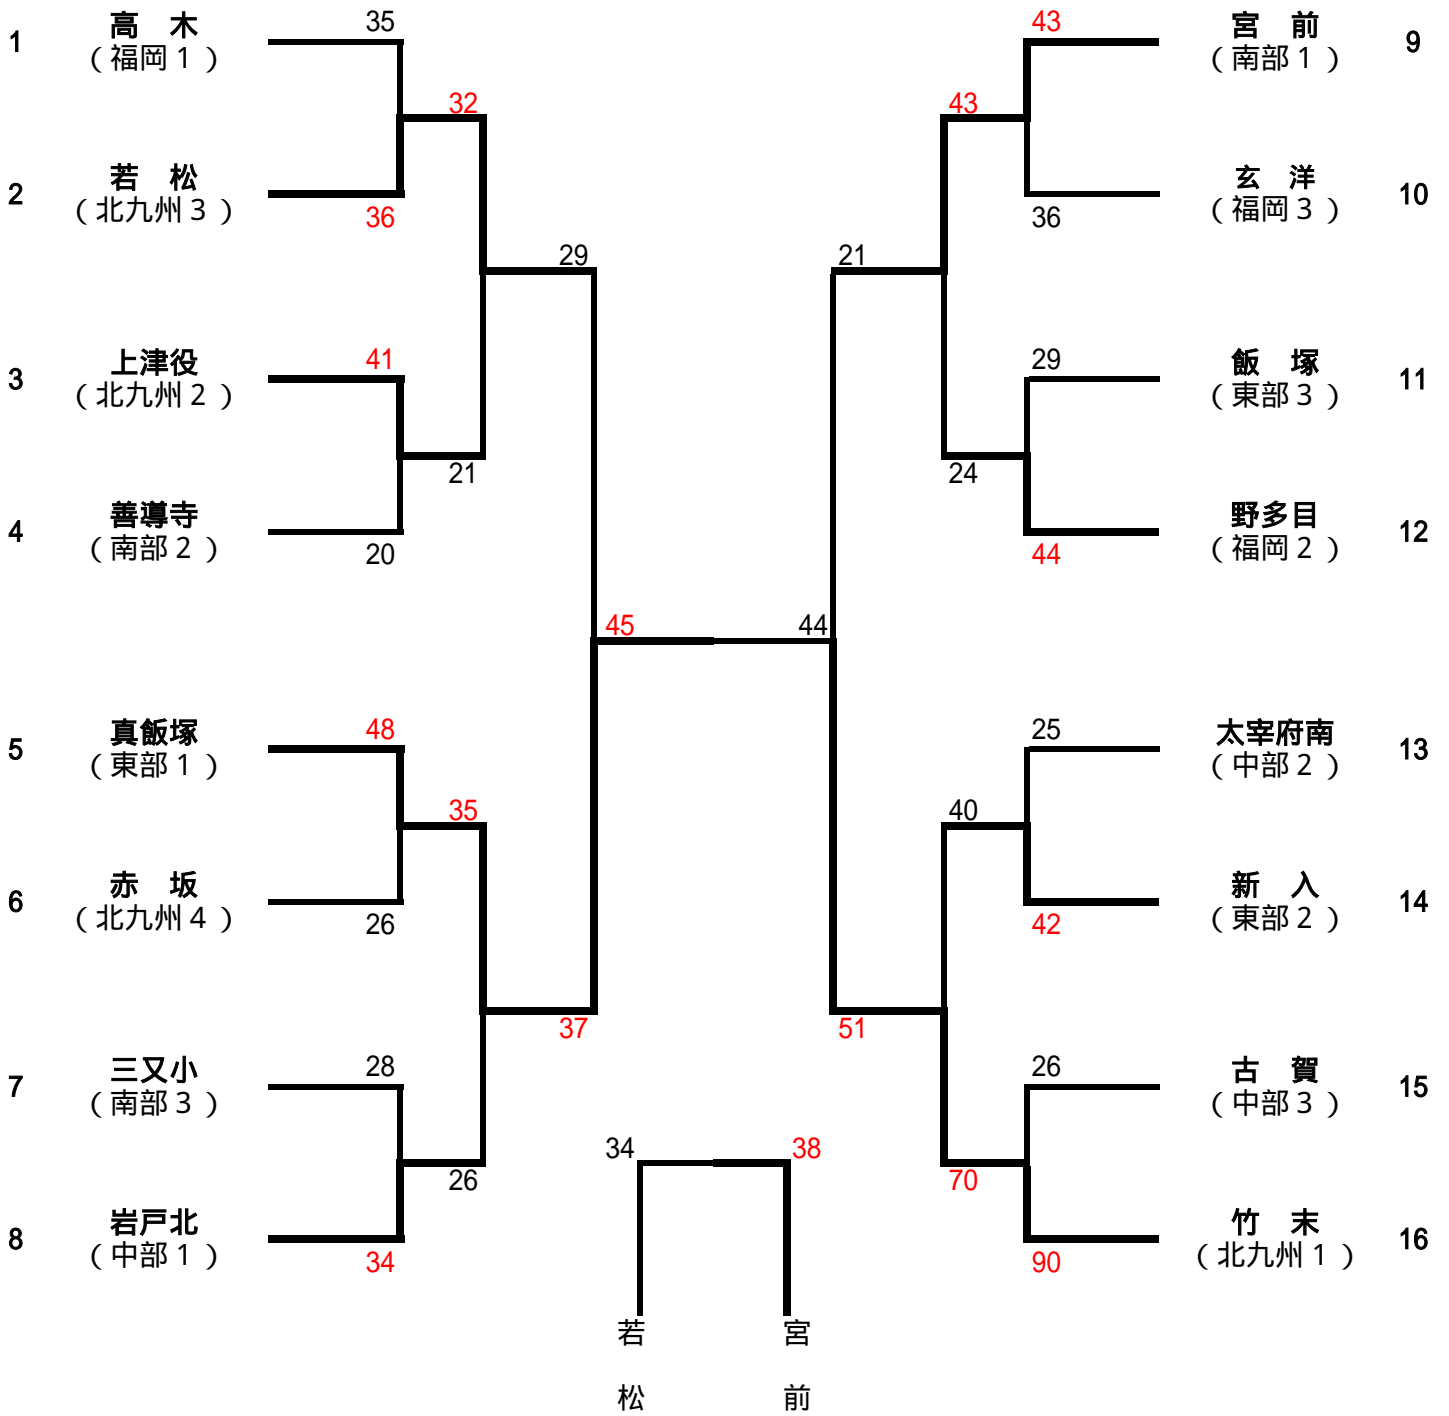 1 高　木 35
（福岡１）
32
2 若　松
（北九州３） 36
29
3 上津役 41
（北九州２）
21
4 善導寺
（南部２） 20
45
5 真飯塚 48
（東部１）
35
6 赤　坂
（北九州４） 26
37
7 三又小 28
（南部３）
26
8 岩戸北
（中部１） 34
43 宮　前 9
（南部１）
43
玄　洋 10
36 （福岡３）
21
29 飯　塚 11
（東部３）
24
野多目 12
44 （福岡２）
44
25 太宰府南 13
（中部２）
40
新　入 14
42 （東部２）
51
26 古　賀 15
（中部３）
70
竹　末 16
90 （北九州１）
34 38
若松
宮前